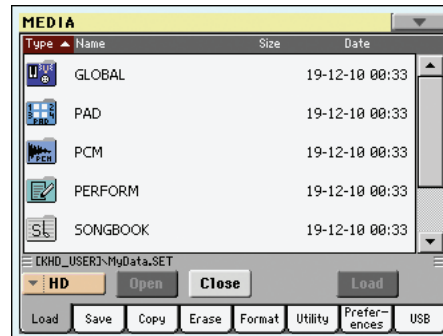 MEDIA
Type Name Size Date
GLOBAL 19-12-10 00:33
PAD 19-12-10 00:33
PCM 19-12-10 00:33
PERFORM 19-12-10 00:33
SONGBOOK 19-12-10 00:33
[KHD_USER]\MyData.SET
HD Open Close Load
Load Save Copy Erase Format Utility Prefer-ences USB